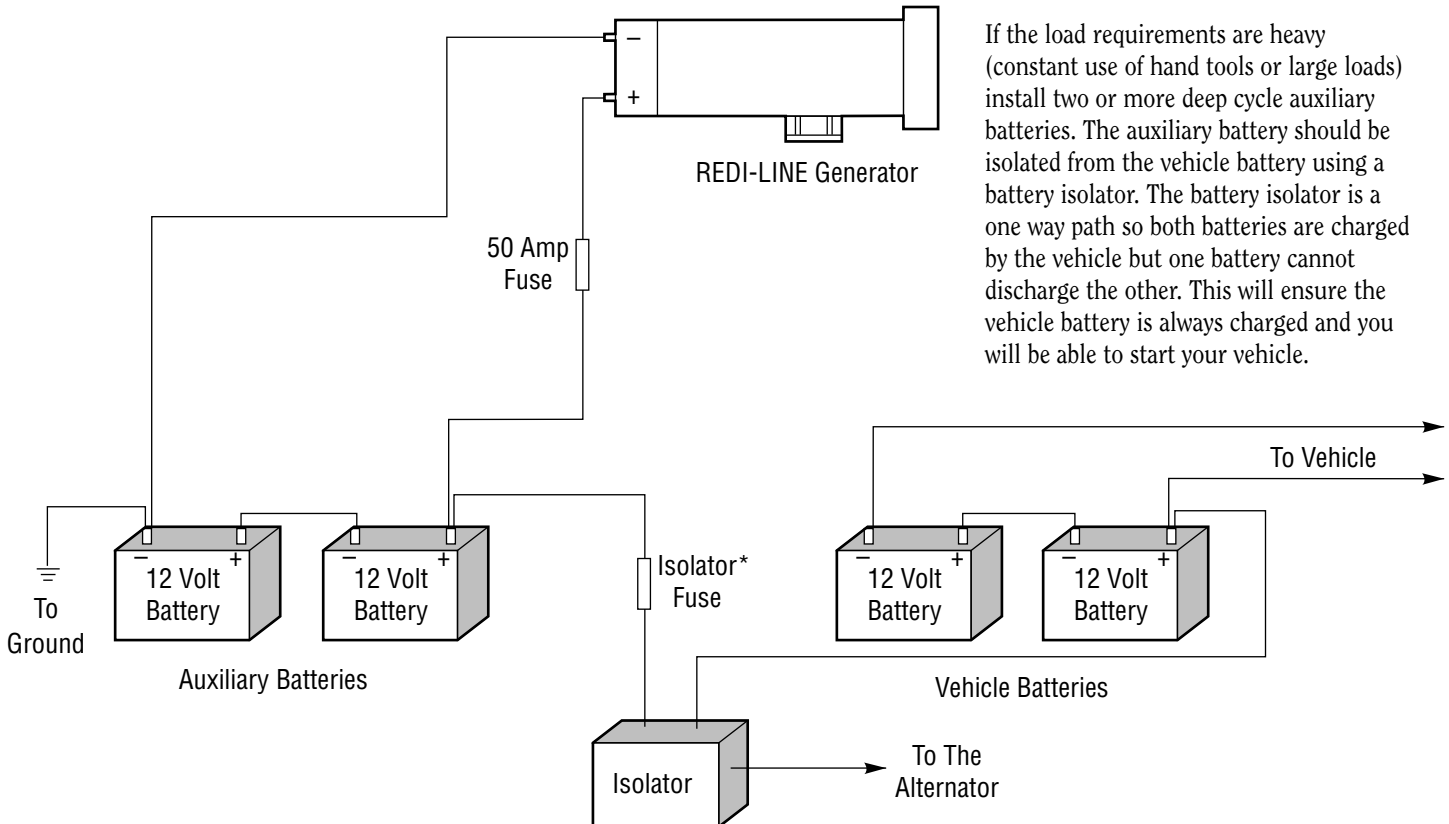 −
+
REDI-LINE Generator
If the load requirements are heavy
(constant use of hand tools or large loads)
install two or more deep cycle auxiliary
batteries. The auxiliary battery should be
isolated from the vehicle battery using a
battery isolator. The battery isolator is a
one way path so both batteries are charged
by the vehicle but one battery cannot
discharge the other. This will ensure the
vehicle battery is always charged and you
will be able to start your vehicle.
50 Amp
Fuse
To Vehicle
− +
12 Volt
Battery
− +
12 Volt
Battery
Isolator*
Fuse
− +
12 Volt
Battery
− +
12 Volt
Battery
To
Ground
Auxiliary Batteries
Vehicle Batteries
Isolator
To The
Alternator